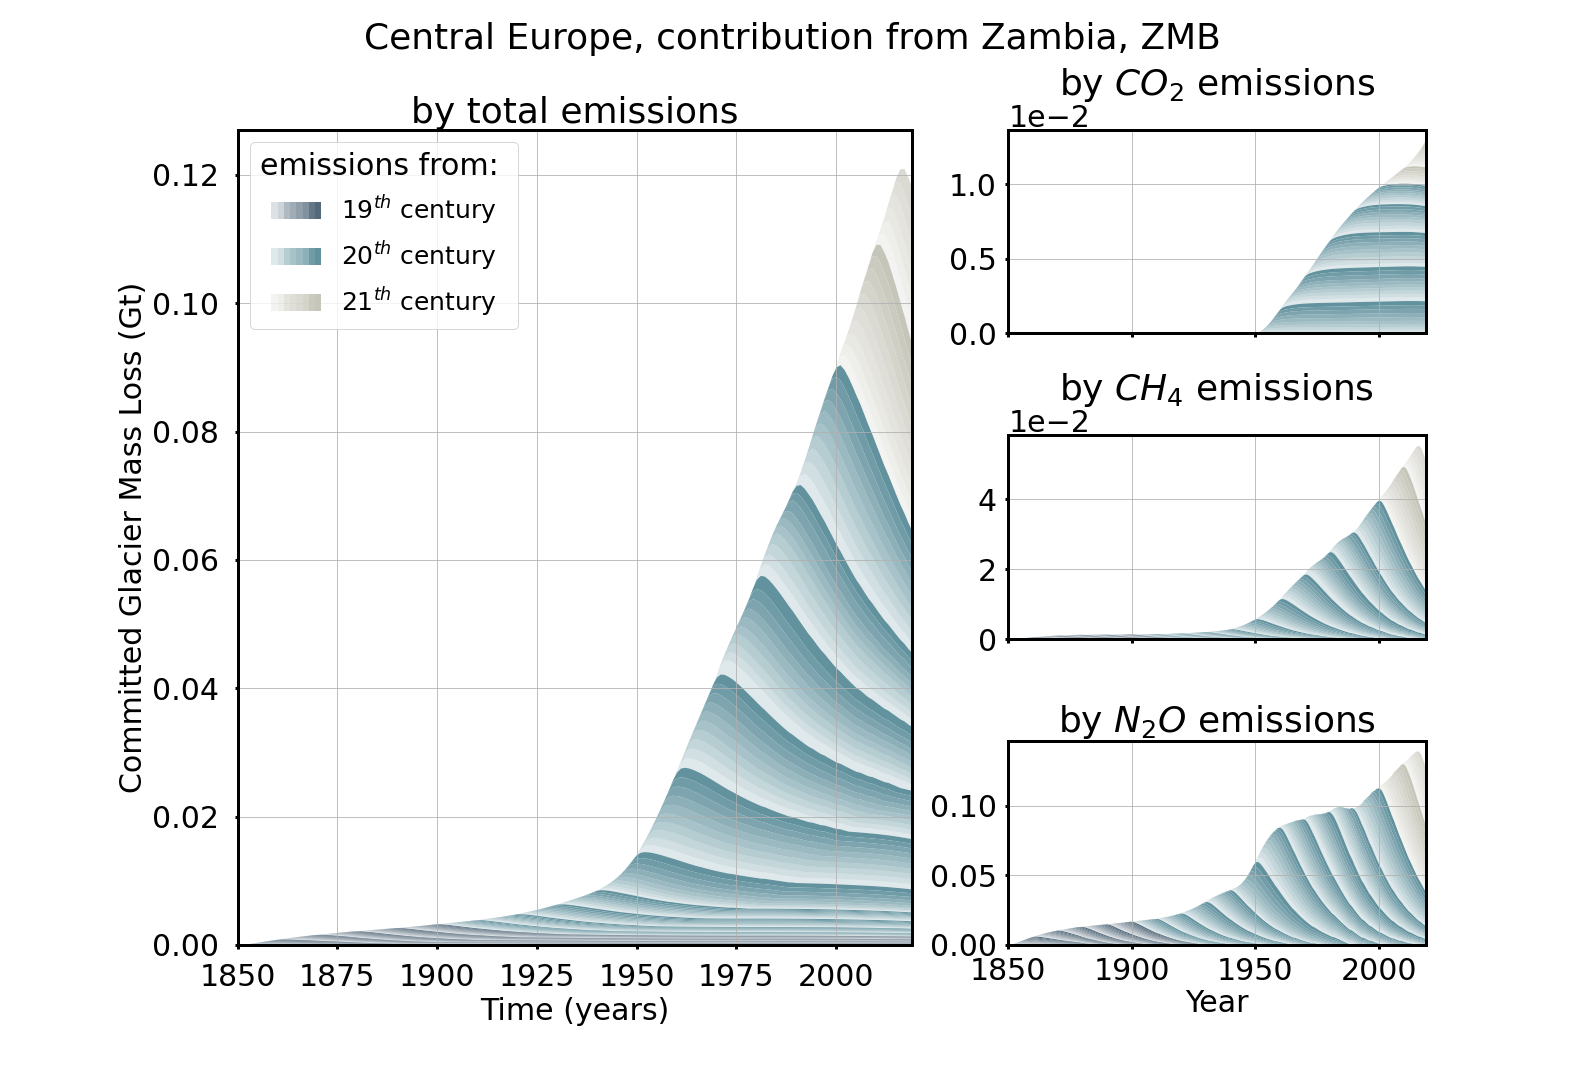 Central Europe, contribution from Zambia, ZMB
by total emissions
emissions from:
19th century
20th century
21th century
Committed Glacier Mass Loss (Gt)
0.12
0.10
0.08
0.06
0.04
0.02
0.00
1850 1875 1900 1925 1950 1975 2000
Time (years)
by CO2 emissions
1e−2
1.0
0.5
0.0
by CH4 emissions
1e−2
4
2
0
by N2O emissions
0.10
0.05
0.00
1850 1900 1950 2000
Year